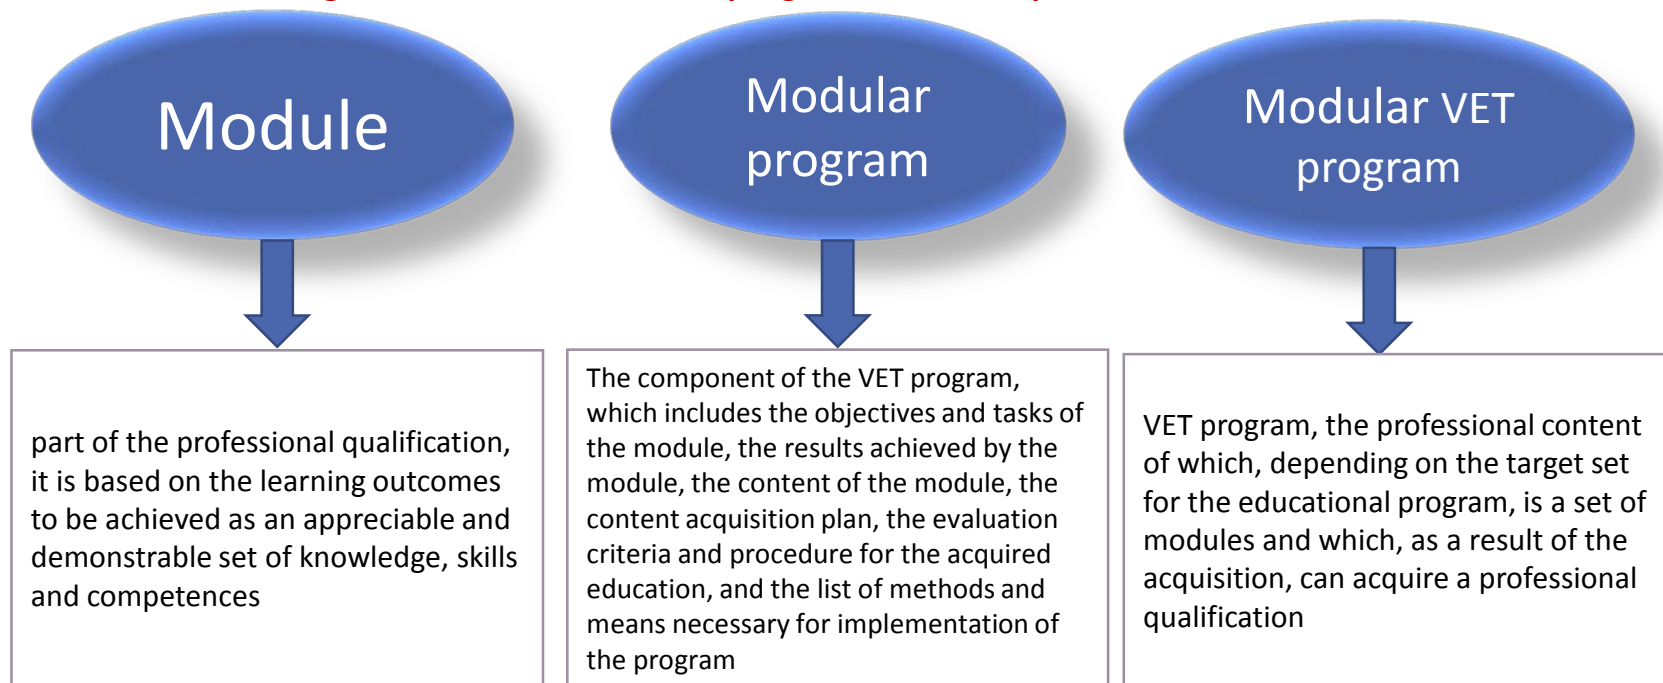 Module
part of the professional qualification,
it is based on the learning outcomes
to be achieved as an appreciable and
demonstrable set of knowledge, skills
and competences
Modular
program
The component of the VET program,
which includes the objectives and tasks of
the module, the results achieved by the
module, the content of the module, the
content acquisition plan, the evaluation
criteria and procedure for the acquired
education, and the list of methods and
means necessary for implementation of
the program
Modular VET
program
VET program, the professional content
of which, depending on the target set
for the educational program, is a set of
modules and which, as a result of the
acquisition, can acquire a professional
qualification